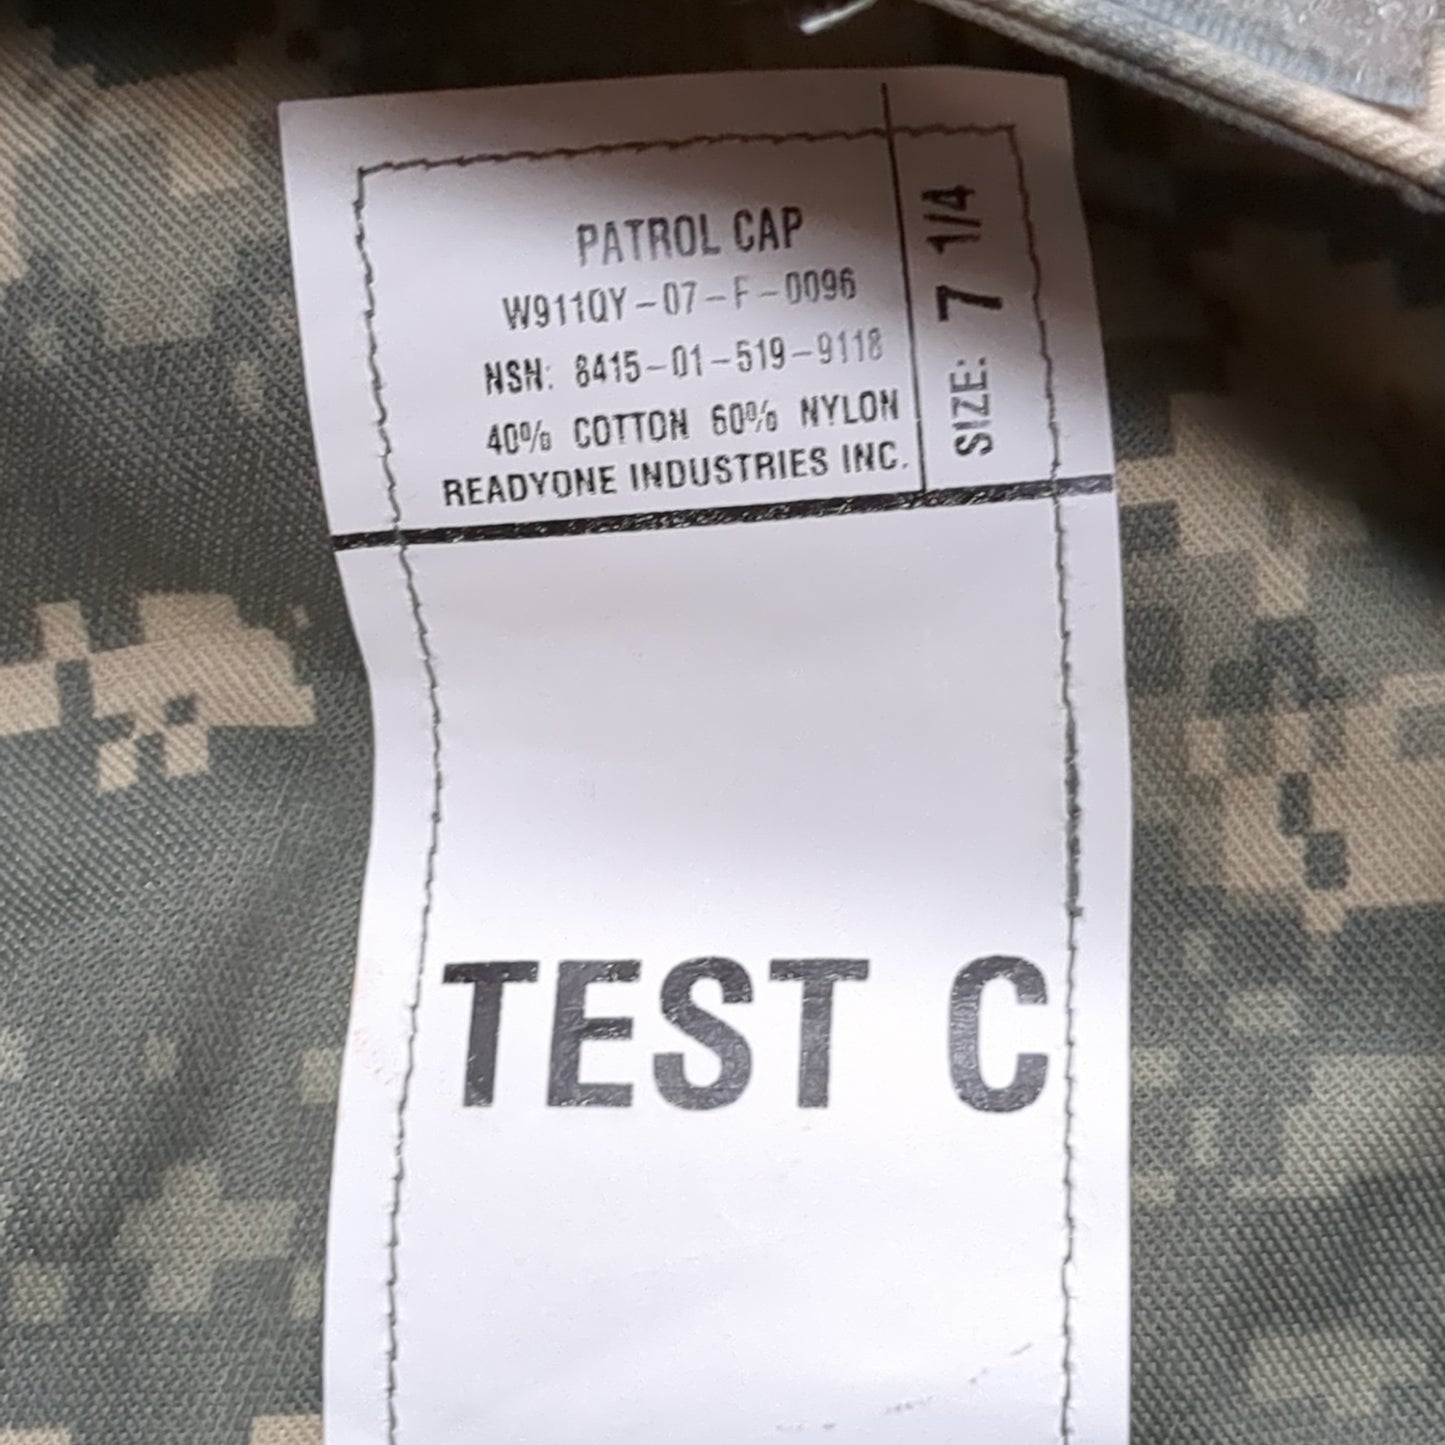 PATROL CAP
W911QY-07-F-0096
NSN: 8415-01-519-9118
40% COTTON 60% NYLON
READYONE INDUSTRIES INC.
SIZE: 7 1/4
TEST C